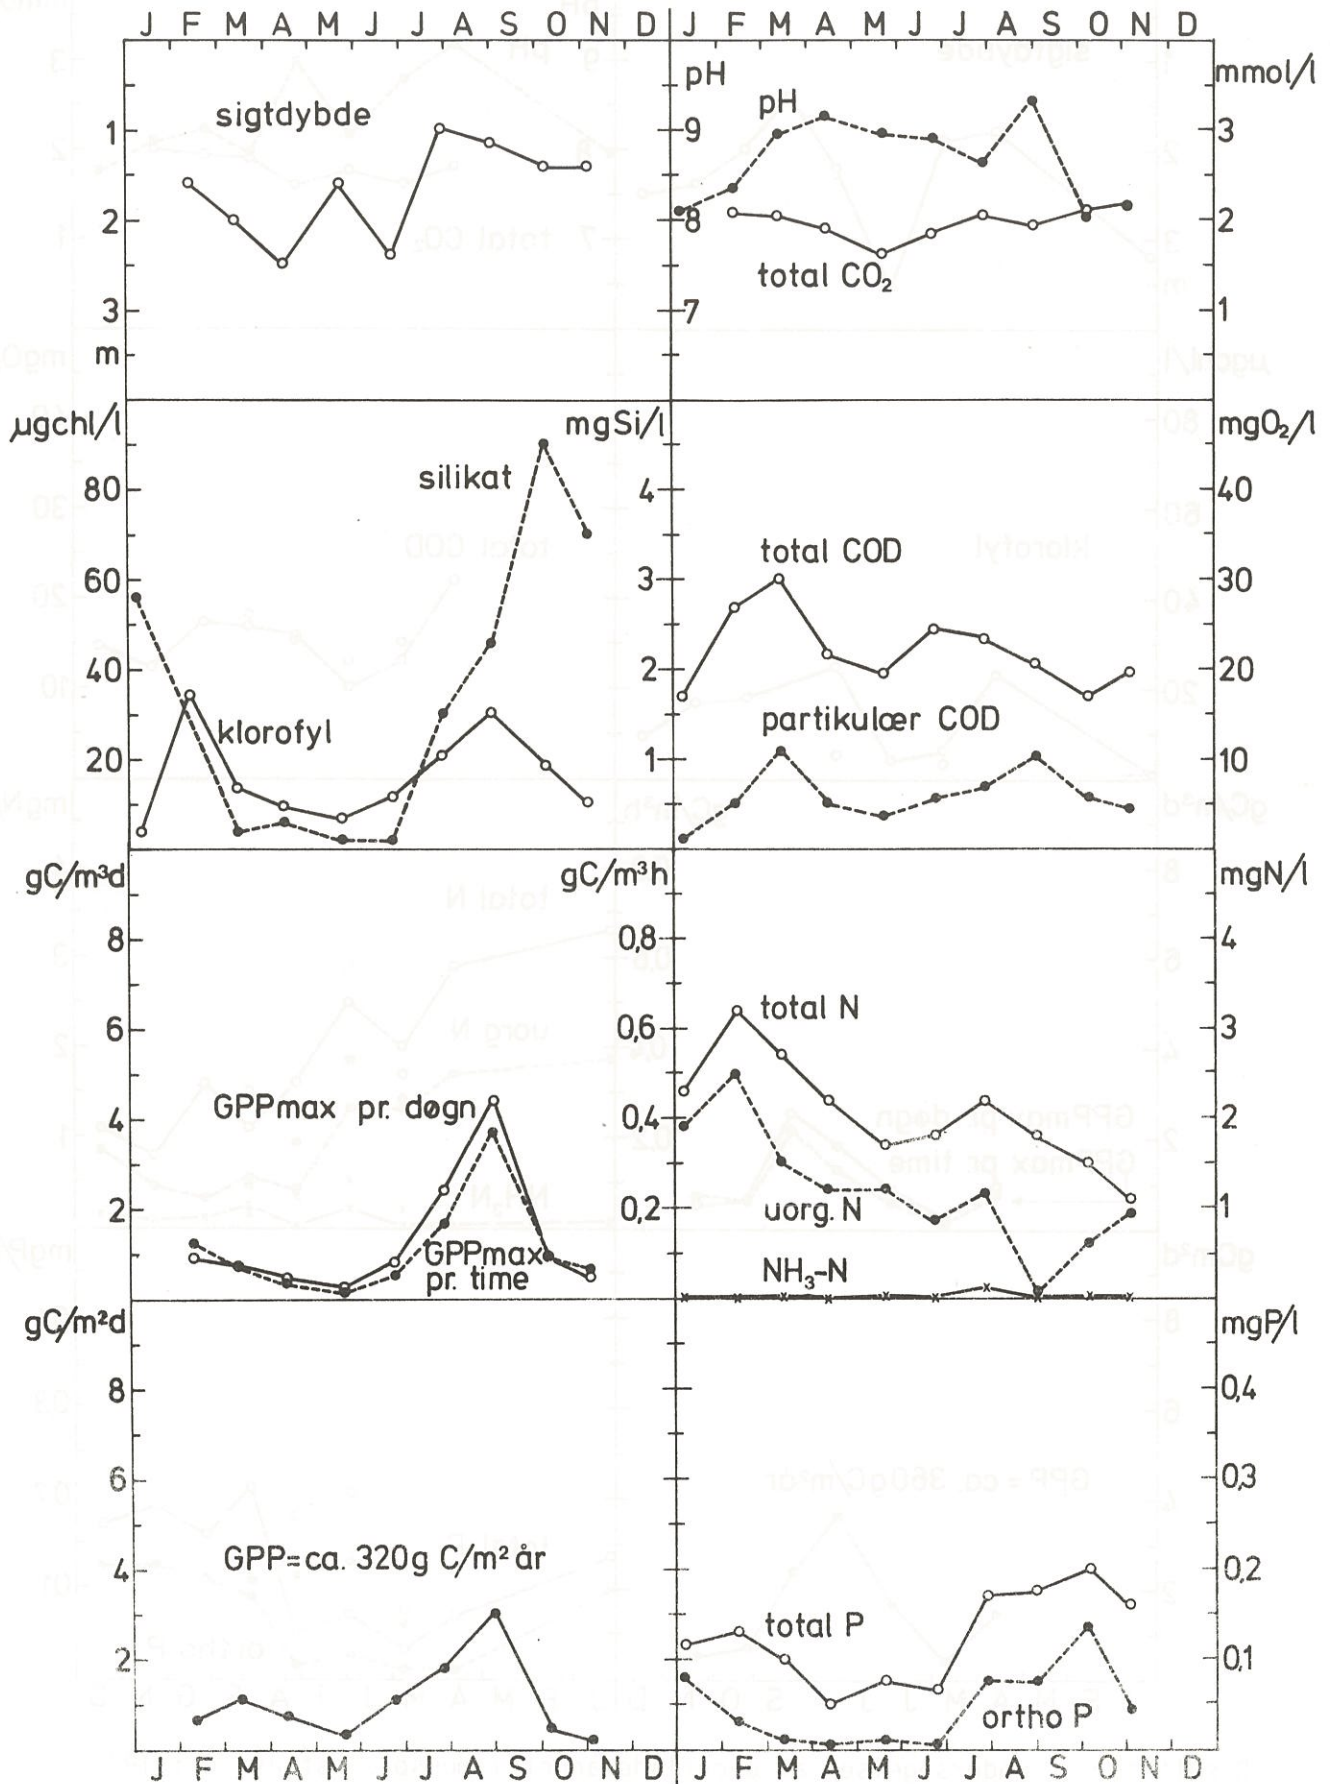 J F M A M J J A S O N D J F M A M J J A S O N D
sigtdybde
1
2
3
m
pH
pH
9
8
7
total CO₂
mmol/l
3
2
1
µgchl/l
mgSi/l
silikat
klorofyl
80
60
40
20
4
3
2
1
total COD
partikulær COD
mgO₂/l
40
30
20
10
gC/m³d
gC/m³h
8
6
4
2
GPPmax pr. døgn
GPPmax
pr. time
0,8
0,6
0,4
0,2
total N
uorg. N
NH₃-N
mgN/l
4
3
2
1
gC/m²d
8
6
4
2
GPP=ca. 320g C/m² år
total P
ortho P
mgP/l
0,4
0,3
0,2
0,1
J F M A M J J A S O N D J F M A M J J A S O N D